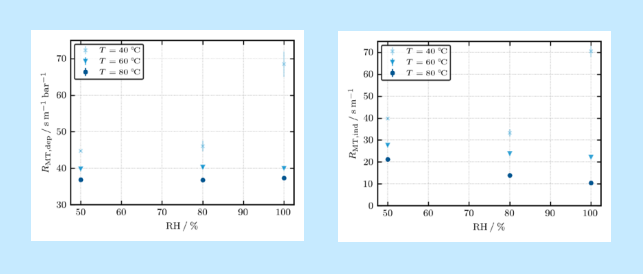 R_MT,dep / s m⁻¹ bar⁻¹
70
60
50
40
30
T = 40 °C
T = 60 °C
T = 80 °C
50 60 70 80 90 100
RH / %
R_MT,ind / s m⁻¹
70
60
50
40
30
20
10
0
T = 40 °C
T = 60 °C
T = 80 °C
50 60 70 80 90 100
RH / %